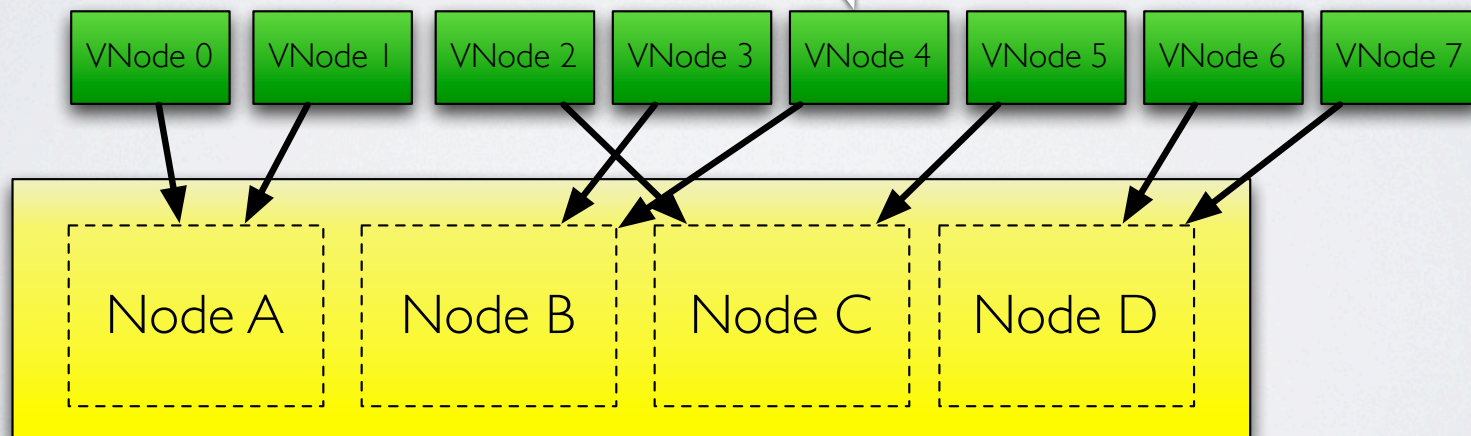 VNode 0
VNode 1
VNode 2
VNode 3
VNode 4
VNode 5
VNode 6
VNode 7
Node A
Node B
Node C
Node D